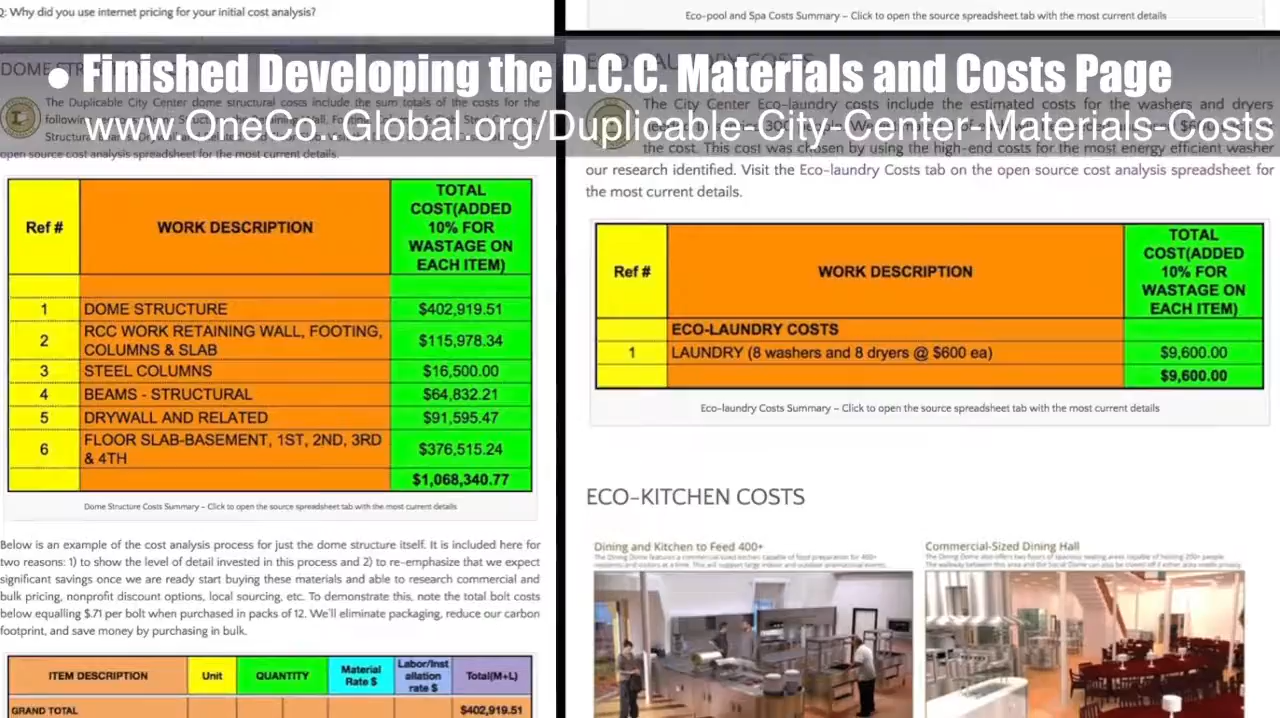 Q: Why did you use internet pricing for your initial cost analysis?
Eco-pool and Spa Costs Summary – Click to open the source spreadsheet tab with the most current details
• Finished Developing the D.C.C. Materials and Costs Page
www.OneCo..Global.org/Duplicable-City-Center-Materials-Costs
The Duplicable City Center dome structural costs include the sum totals of the costs for the
open source cost analysis spreadsheet for the most current details.
Ref #
WORK DESCRIPTION
TOTAL
COST(ADDED
10% FOR
WASTAGE ON
EACH ITEM)
1 DOME STRUCTURE $402,919.51
2 RCC WORK RETAINING WALL, FOOTING,
COLUMNS & SLAB $115,978.34
3 STEEL COLUMNS $16,500.00
4 BEAMS - STRUCTURAL $64,832.21
5 DRYWALL AND RELATED $91,595.47
6 FLOOR SLAB-BASEMENT, 1ST, 2ND, 3RD
& 4TH $376,515.24
$1,068,340.77
Dome Structure Costs Summary – Click to open the source spreadsheet tab with the most current details
Below is an example of the cost analysis process for just the dome structure itself. It is included here for
two reasons: 1) to show the level of detail invested in this process and 2) to re-emphasize that we expect
significant savings once we are ready start buying these materials and able to research commercial and
bulk pricing, nonprofit discount options, local sourcing, etc. To demonstrate this, note the total bolt costs
below equalling $.71 per bolt when purchased in packs of 12. We'll eliminate packaging, reduce our carbon
footprint, and save money by purchasing in bulk.
ITEM DESCRIPTION Unit QUANTITY Material
Rate $ Labor/Inst
allation
rate $ Total(M+L)
GRAND TOTAL $402,919.51
The City Center Eco-laundry costs include the estimated costs for the washers and dryers
the cost. This cost was chosen by using the high-end costs for the most energy efficient washer
our research identified. Visit the Eco-laundry Costs tab on the open source cost analysis spreadsheet for
the most current details.
Ref #
WORK DESCRIPTION
TOTAL
COST(ADDED
10% FOR
WASTAGE ON
EACH ITEM)
ECO-LAUNDRY COSTS
1 LAUNDRY (8 washers and 8 dryers @ $600 ea) $9,600.00
$9,600.00
Eco-laundry Costs Summary – Click to open the source spreadsheet tab with the most current details
ECO-KITCHEN COSTS
Dining and Kitchen to Feed 400+
Commercial-Sized Dining Hall